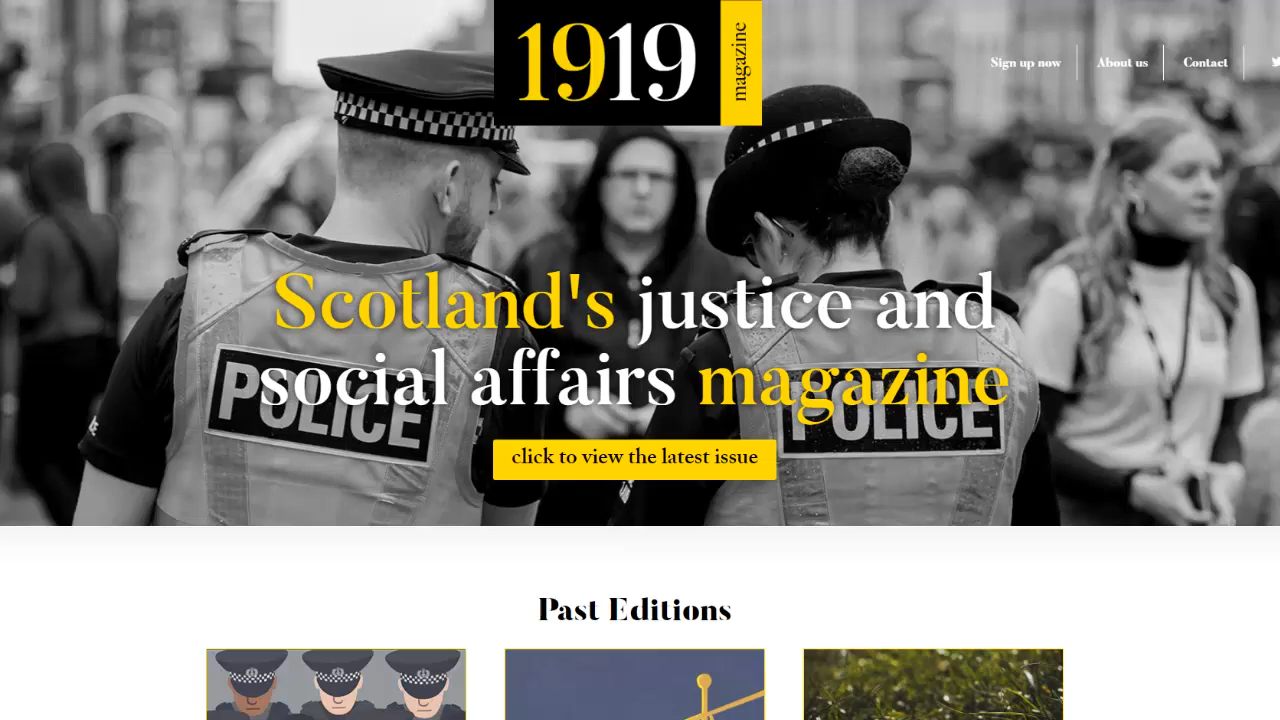 1919
magazine
Sign up now
About us
Contact
Scotland's justice and
social affairs magazine
POLICE
POLICE
click to view the latest issue
Past Editions